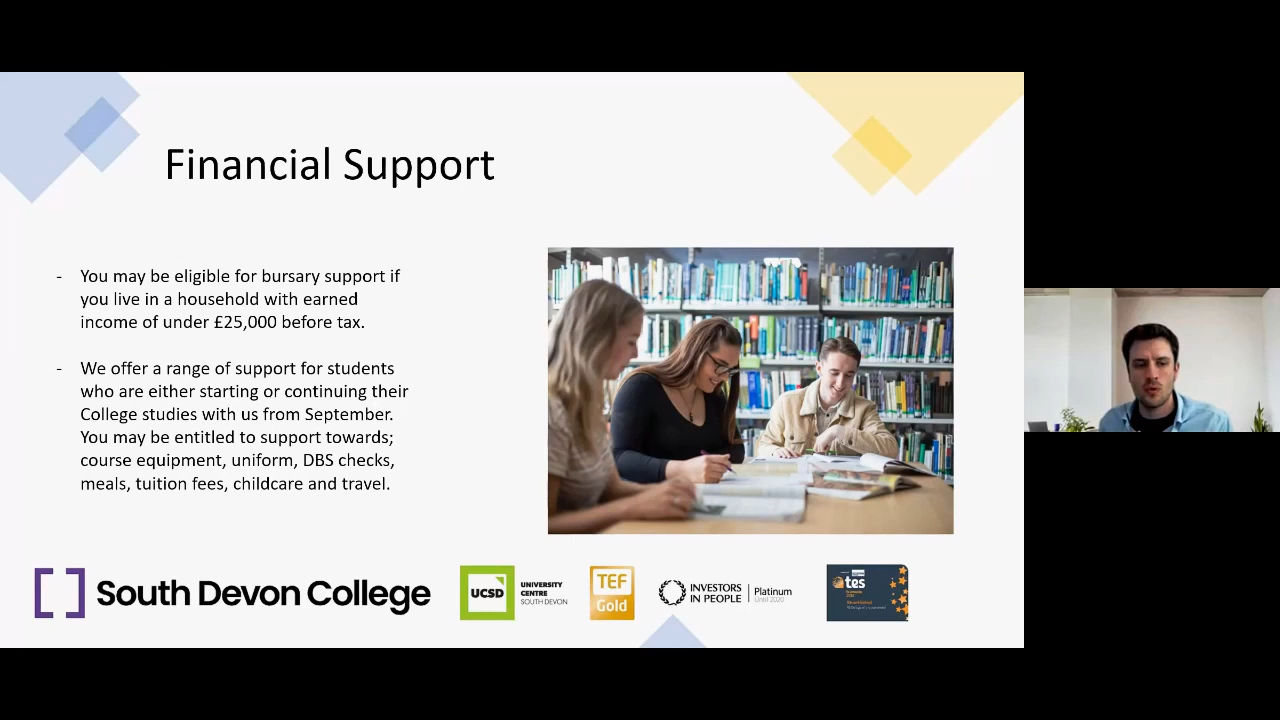 Financial Support
- You may be eligible for bursary support if
you live in a household with earned
income of under £25,000 before tax.
- We offer a range of support for students
who are either starting or continuing their
College studies with us from September.
You may be entitled to support towards;
course equipment, uniform, DBS checks,
meals, tuition fees, childcare and travel.
South Devon College
UCSD
UNIVERSITY
CENTRE
SOUTH DEVON
TEF
Gold
INVESTORS
IN PEOPLE
Platinum
Until 2020
tes